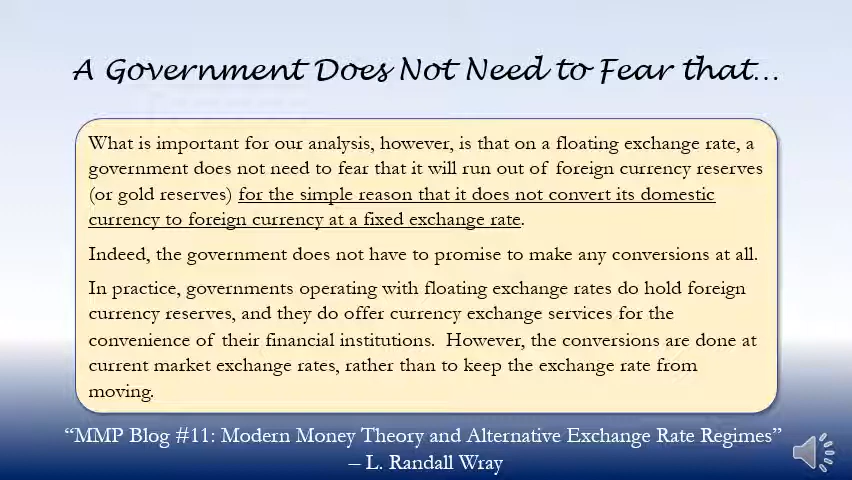 A Government Does Not Need to Fear that…
What is important for our analysis, however, is that on a floating exchange rate, a
government does not need to fear that it will run out of foreign currency reserves
(or gold reserves) for the simple reason that it does not convert its domestic
currency to foreign currency at a fixed exchange rate.
Indeed, the government does not have to promise to make any conversions at all.
In practice, governments operating with floating exchange rates do hold foreign
currency reserves, and they do offer currency exchange services for the
convenience of their financial institutions. However, the conversions are done at
current market exchange rates, rather than to keep the exchange rate from
moving.
“MMP Blog #11: Modern Money Theory and Alternative Exchange Rate Regimes”
– L. Randall Wray